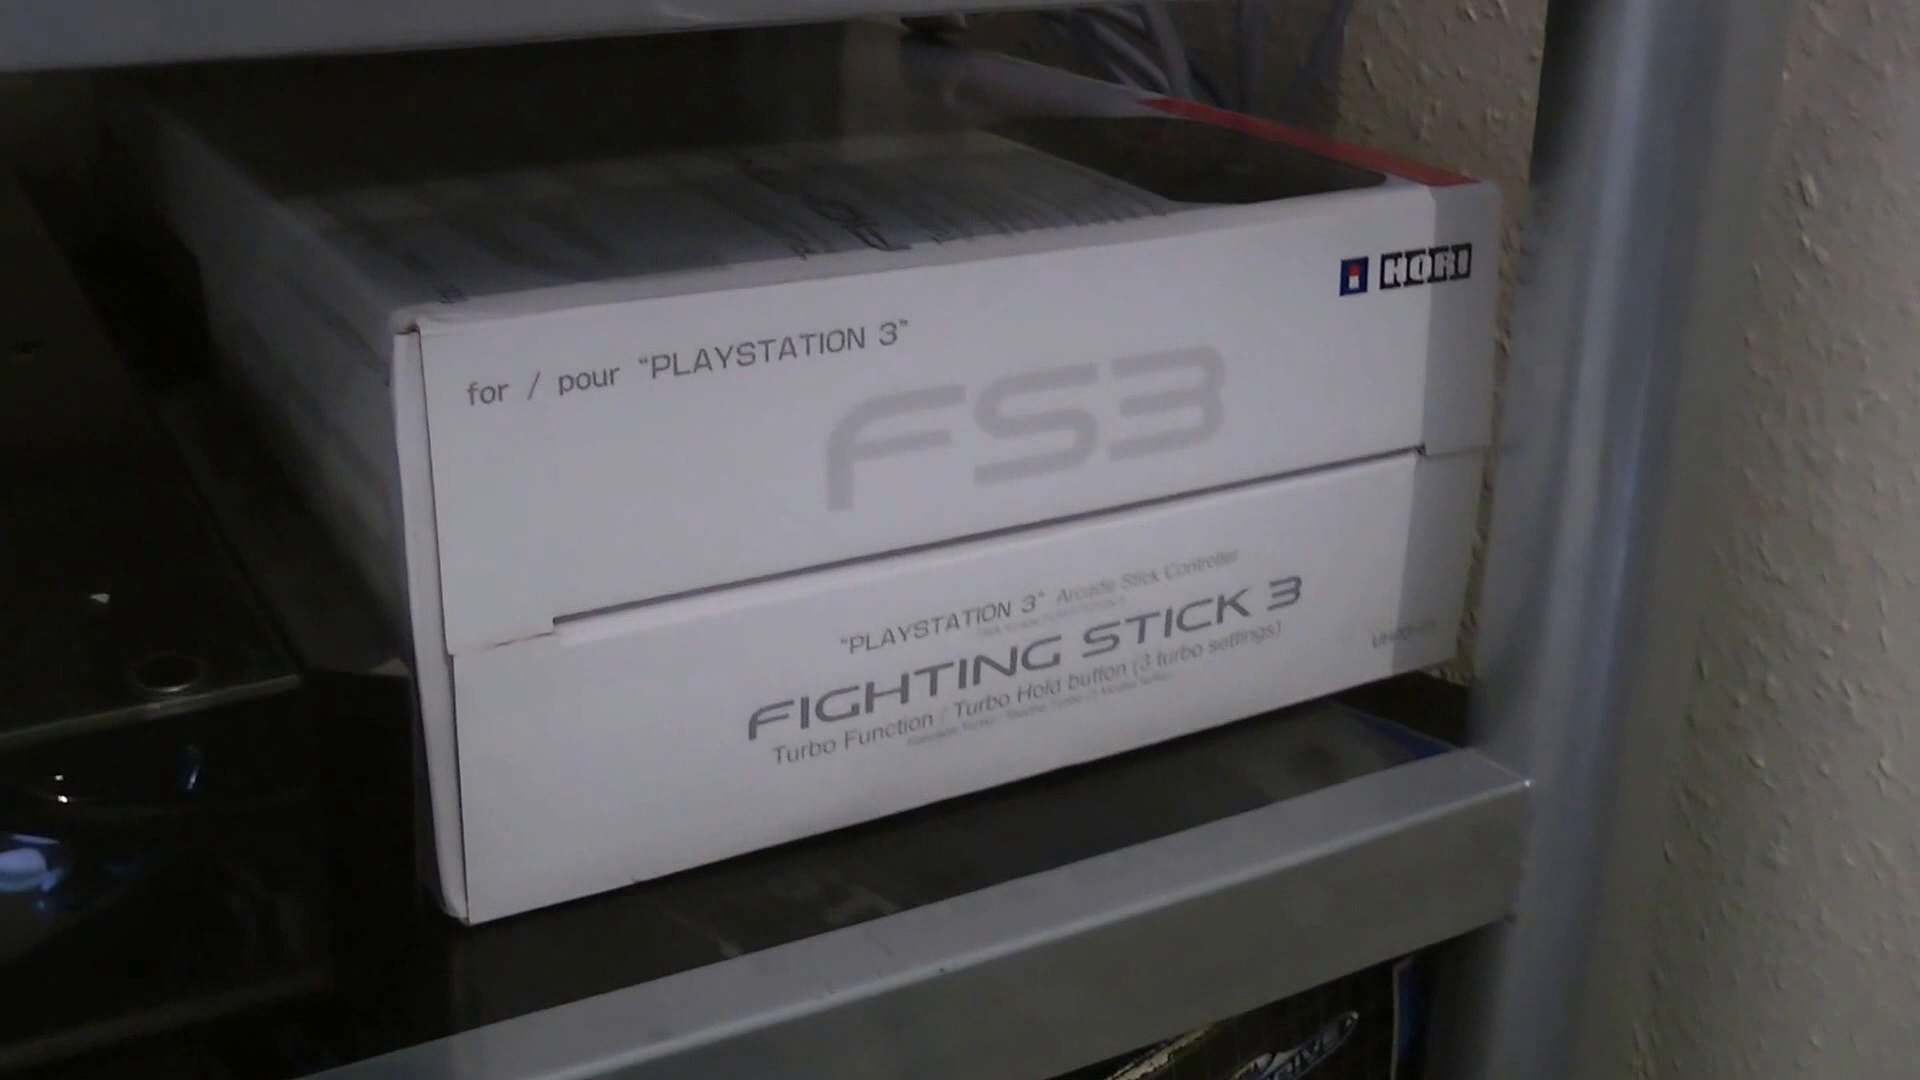 HORI
for / pour "PLAYSTATION 3"
FS3
"PLAYSTATION 3" Arcade Stick Controller
FIGHTING STICK 3
Turbo Function / Turbo Hold button (3 turbo settings)